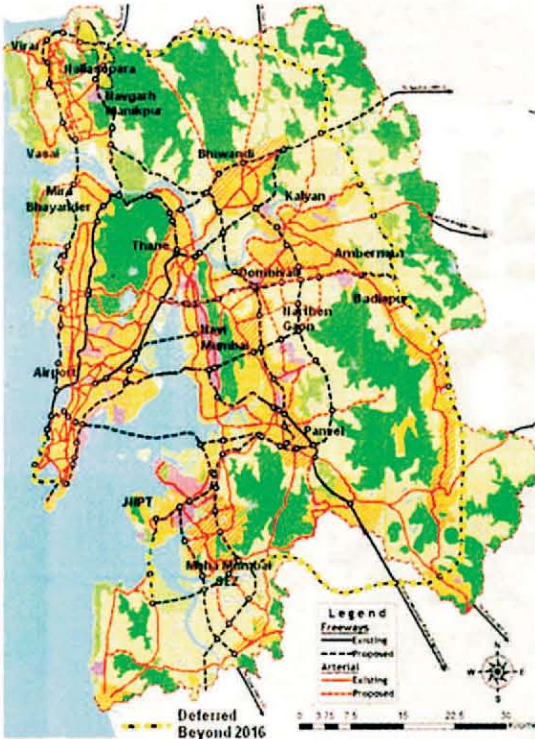 Virar
Nallasopara
Navgarh
Manikpur
Vasai
Bhiwandi
Mira
Bhayander
Kalyan
Thane
Ambernath
Dombivali
Badlapur
Narthen
Gaon
Navi
Mumbai
Airport
Panvel
JNPT
Maha Mumbai
SEZ
Legend
Freeways
Existing
Proposed
Arterial
Existing
Proposed
N
W E
S
Deferred
Beyond 2016
0 3.75 7.5 15 22.5 30